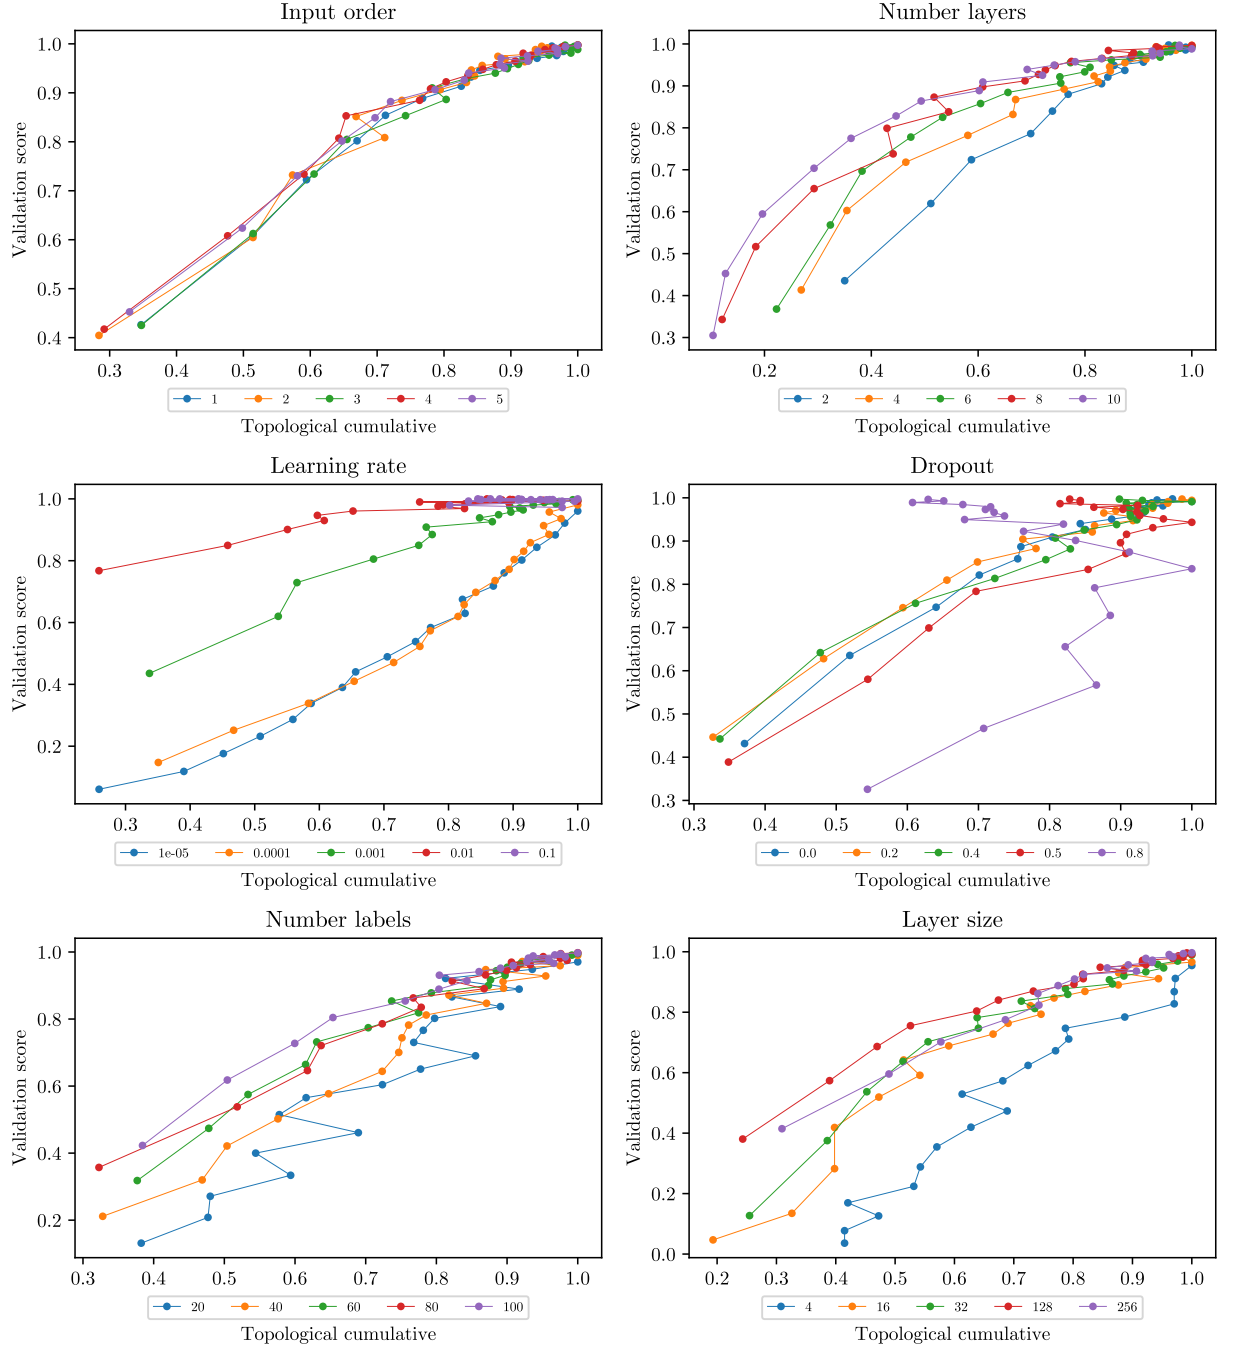 Input order
Validation score
1.0
0.9
0.8
0.7
0.6
0.5
0.4
0.3 0.4 0.5 0.6 0.7 0.8 0.9 1.0
1 2 3 4 5
Topological cumulative
Number layers
Validation score
1.0
0.9
0.8
0.7
0.6
0.5
0.4
0.3
0.2 0.4 0.6 0.8 1.0
2 4 6 8 10
Topological cumulative
Learning rate
Validation score
1.0
0.8
0.6
0.4
0.2
0.3 0.4 0.5 0.6 0.7 0.8 0.9 1.0
1e-05 0.0001 0.001 0.01 0.1
Topological cumulative
Dropout
Validation score
1.0
0.9
0.8
0.7
0.6
0.5
0.4
0.3
0.3 0.4 0.5 0.6 0.7 0.8 0.9 1.0
0.0 0.2 0.4 0.5 0.8
Topological cumulative
Number labels
Validation score
1.0
0.8
0.6
0.4
0.2
0.3 0.4 0.5 0.6 0.7 0.8 0.9 1.0
20 40 60 80 100
Topological cumulative
Layer size
Validation score
1.0
0.8
0.6
0.4
0.2
0.0
0.2 0.3 0.4 0.5 0.6 0.7 0.8 0.9 1.0
4 16 32 128 256
Topological cumulative